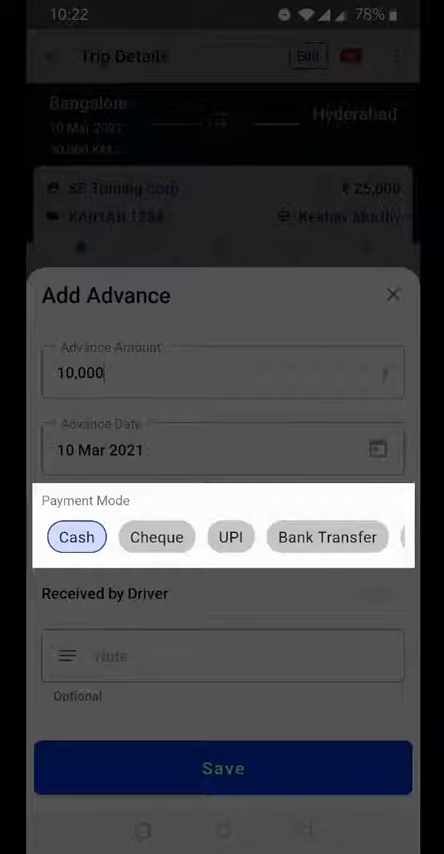 10:22 78%
Trip Details Edit
Bangalore
Hyderabad
10 Mar 2021
₹ 25,000
Add Advance
Advance Amount
10,000
Advance Date
10 Mar 2021
Payment Mode
Cash Cheque UPI Bank Transfer
Received by Driver
Note
Optional
Save